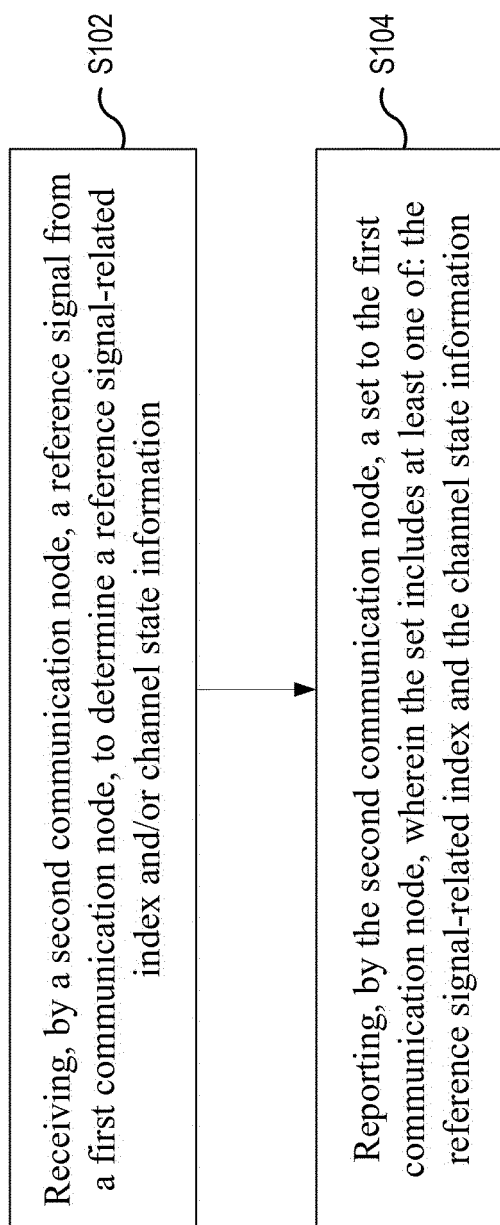 Receiving, by a second communication node, a reference signal from
a first communication node, to determine a reference signal-related
index and/or channel state information
S102
Reporting, by the second communication node, a set to the first
communication node, wherein the set includes at least one of: the
reference signal-related index and the channel state information
S104